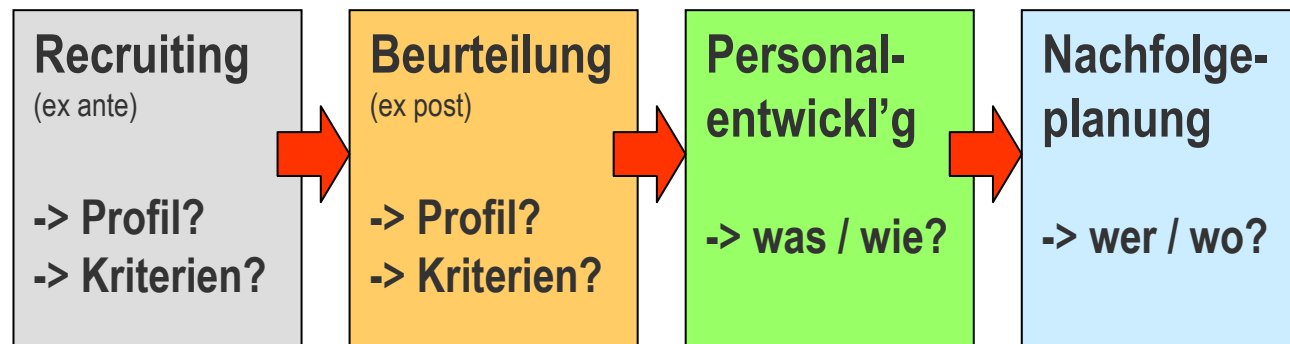 Recruiting
(ex ante)
-> Profil?
-> Kriterien?
Beurteilung
(ex post)
-> Profil?
-> Kriterien?
Personal-
entwickl’g
-> was / wie?
Nachfolge-
planung
-> wer / wo?